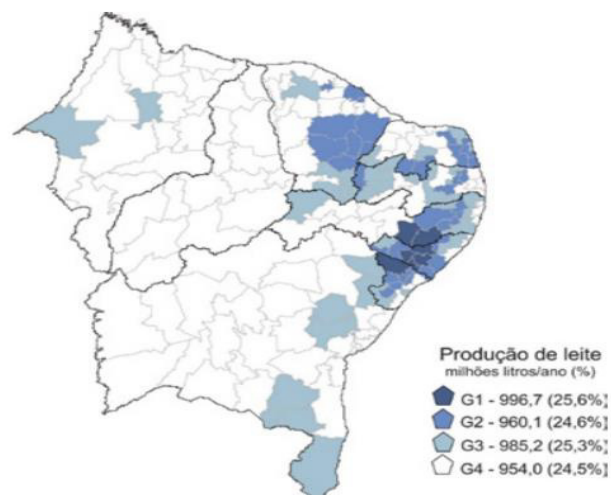 Produção de leite
milhões litros/ano (%)
G1 - 996,7 (25,6%)
G2 - 960,1 (24,6%)
G3 - 985,2 (25,3%)
G4 - 954,0 (24,5%)